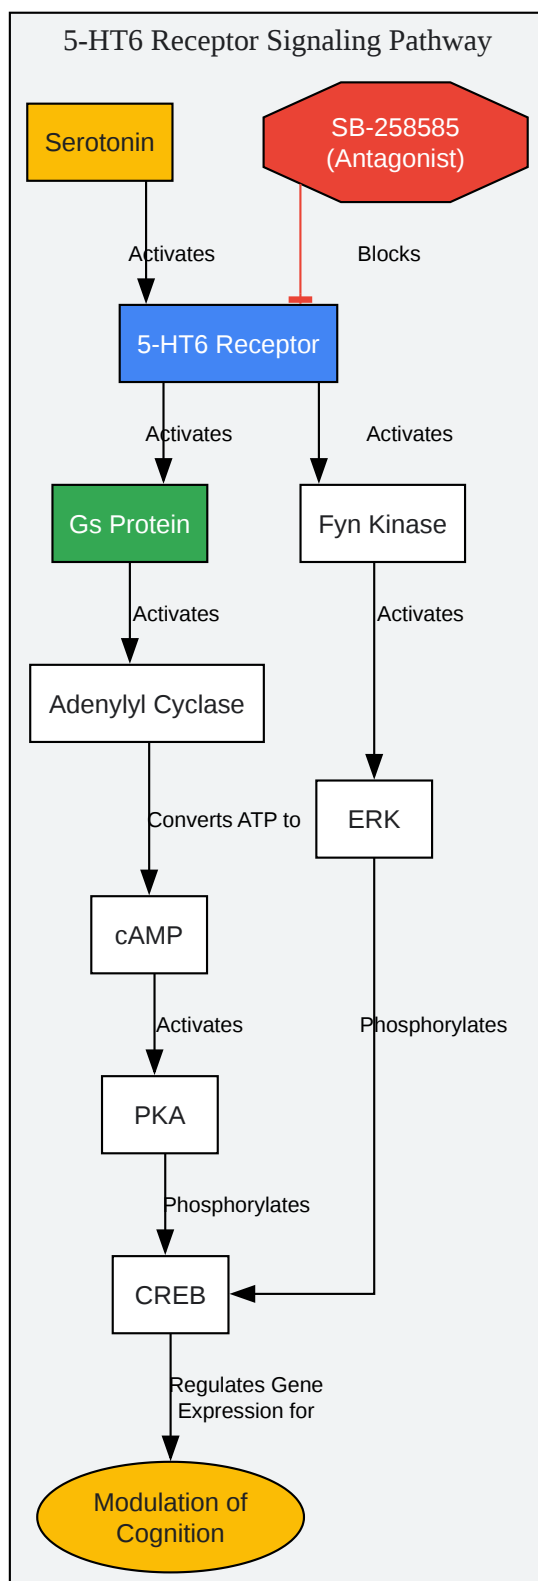 5-HT6 Receptor Signaling Pathway
Serotonin
SB-258585
(Antagonist)
Activates
Blocks
5-HT6 Receptor
Activates
Activates
Gs Protein
Fyn Kinase
Activates
Activates
Adenylyl Cyclase
Converts ATP to
ERK
cAMP
Activates
Phosphorylates
PKA
Phosphorylates
CREB
Regulates Gene
Expression for
Modulation of
Cognition